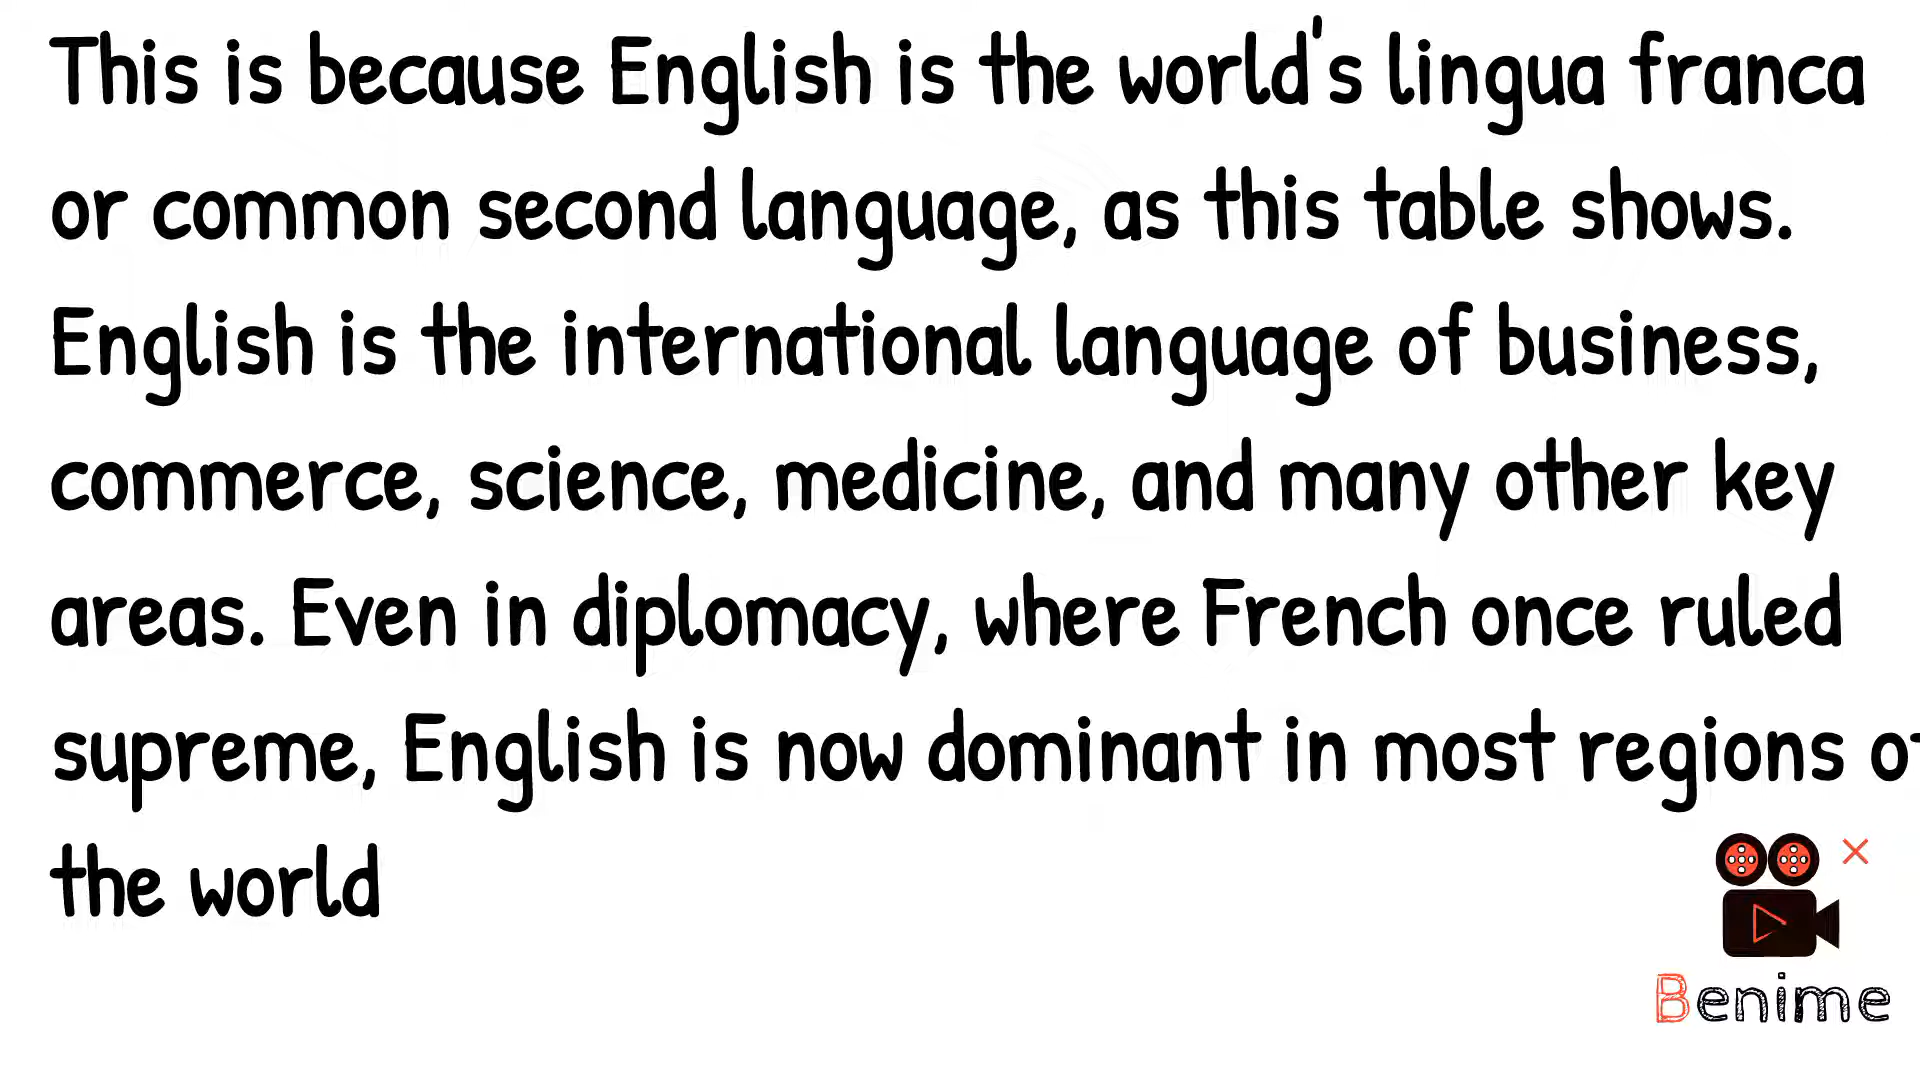 This is because English is the world's lingua franca
or common second language, as this table shows.
English is the international language of business,
commerce, science, medicine, and many other key
areas. Even in diplomacy, where French once ruled
supreme, English is now dominant in most regions of
the world
Benime